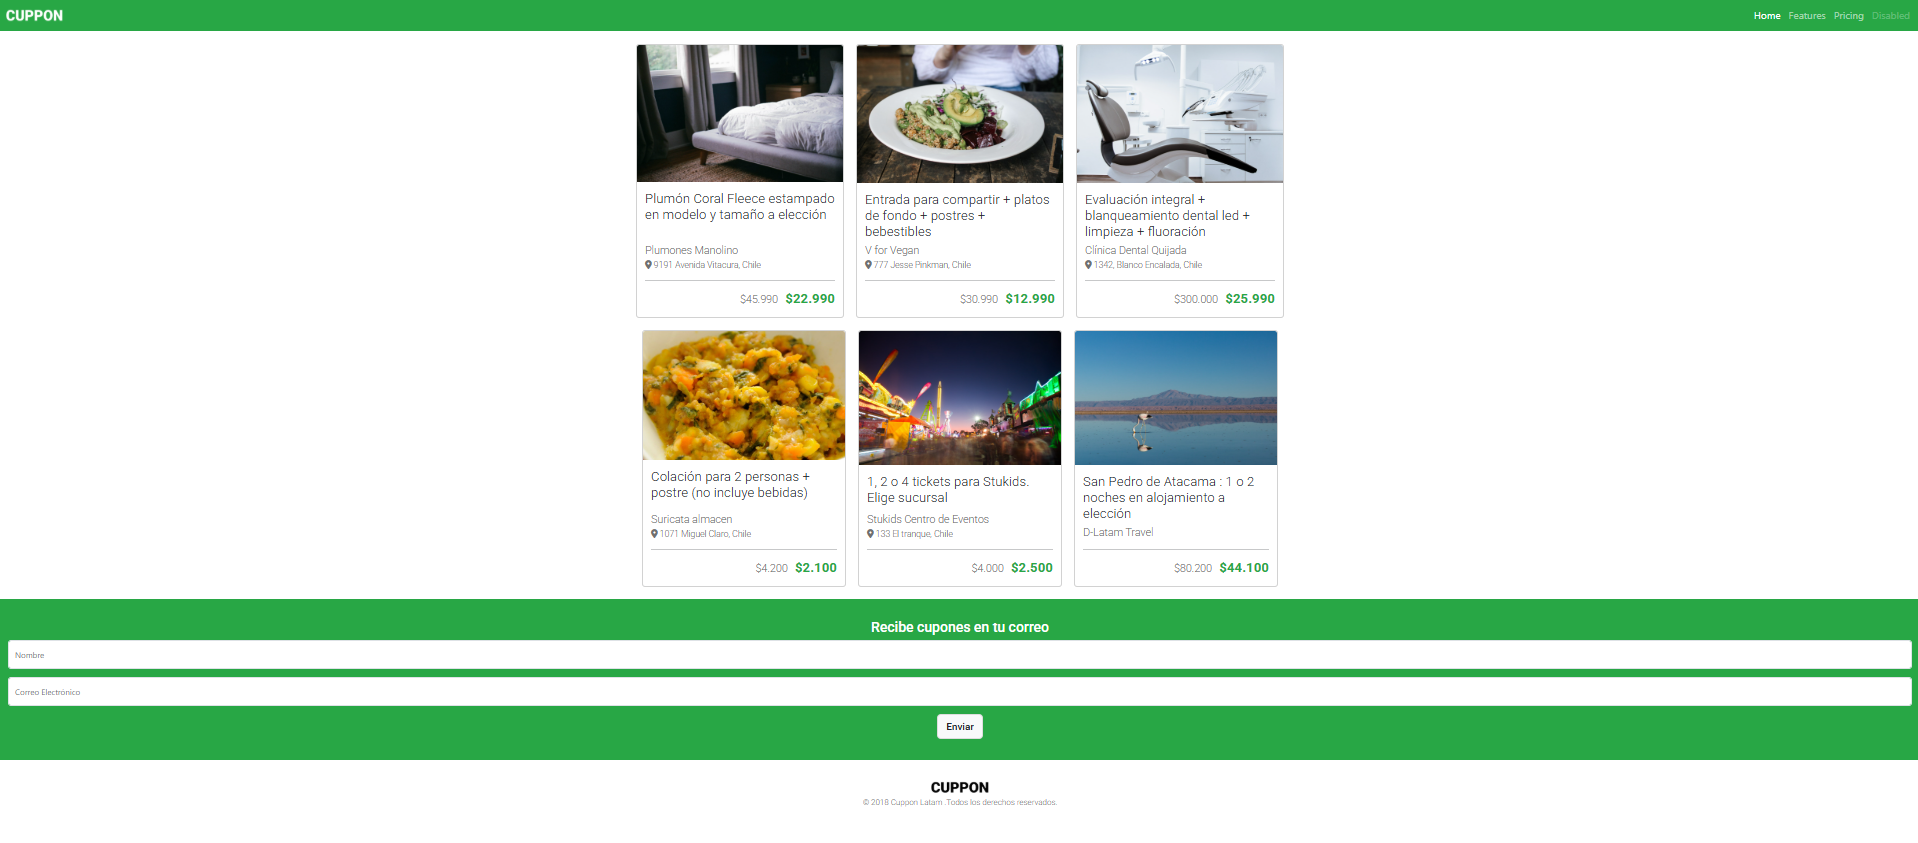 CUPPON
Home Features Pricing Disabled
Plumón Coral Fleece estampado
en modelo y tamaño a elección
Plumones Manolino
9191 Avenida Vitacura, Chile
$45.990 $22.990
Entrada para compartir + platos
de fondo + postres +
bebestibles
V for Vegan
777 Jesse Pinkman, Chile
$30.990 $12.990
Evaluación integral +
blanqueamiento dental led +
limpieza + fluoración
Clínica Dental Quijada
1342, Blanco Encalada, Chile
$300.000 $25.990
Colación para 2 personas +
postre (no incluye bebidas)
Suricata almacen
1071 Miguel Claro, Chile
$4.200 $2.100
1, 2 o 4 tickets para Stukids.
Elige sucursal
Stukids Centro de Eventos
133 El tranque, Chile
$4.000 $2.500
San Pedro de Atacama : 1 o 2
noches en alojamiento a
elección
D-Latam Travel
$80.200 $44.100
Recibe cupones en tu correo
Nombre
Correo Electrónico
Enviar
CUPPON
© 2018 Cuppon Latam .Todos los derechos reservados.